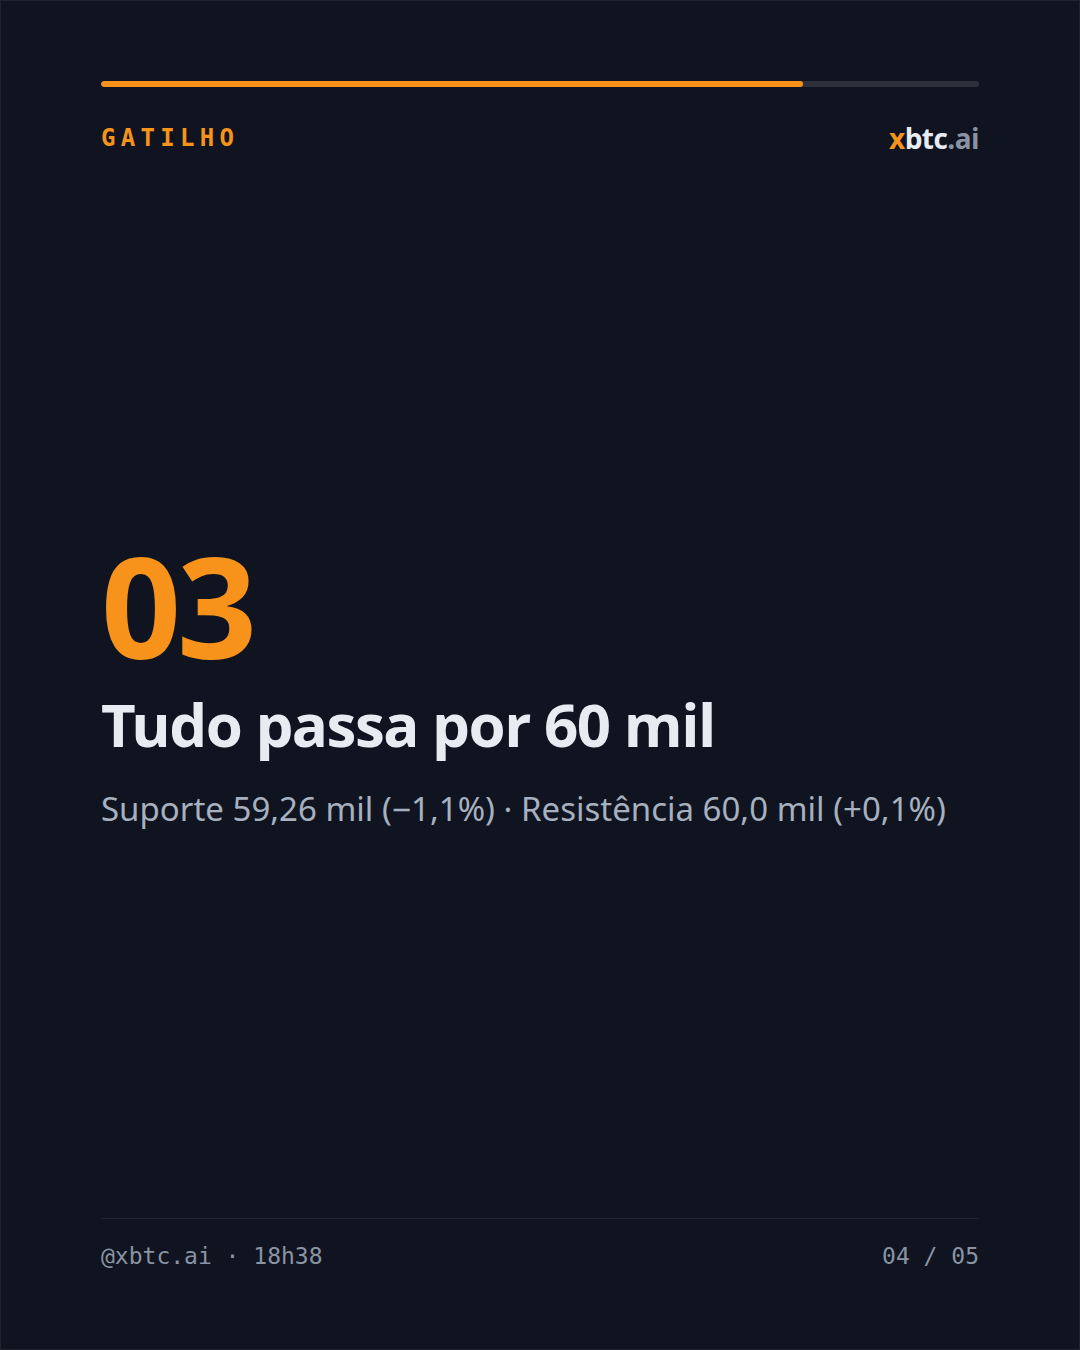 GATILHO
xbtc.ai
03
Tudo passa por 60 mil
Suporte 59,26 mil (−1,1%) · Resistência 60,0 mil (+0,1%)
@xbtc.ai · 18h38
04 / 05